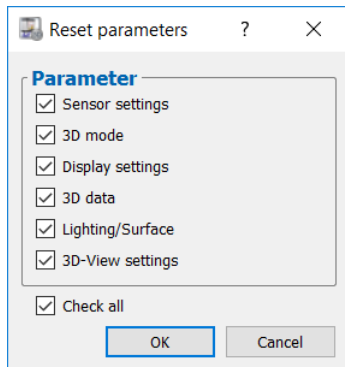 Reset parameters ?
Parameter
Sensor settings
3D mode
Display settings
3D data
Lighting/Surface
3D-View settings
Check all
OK Cancel